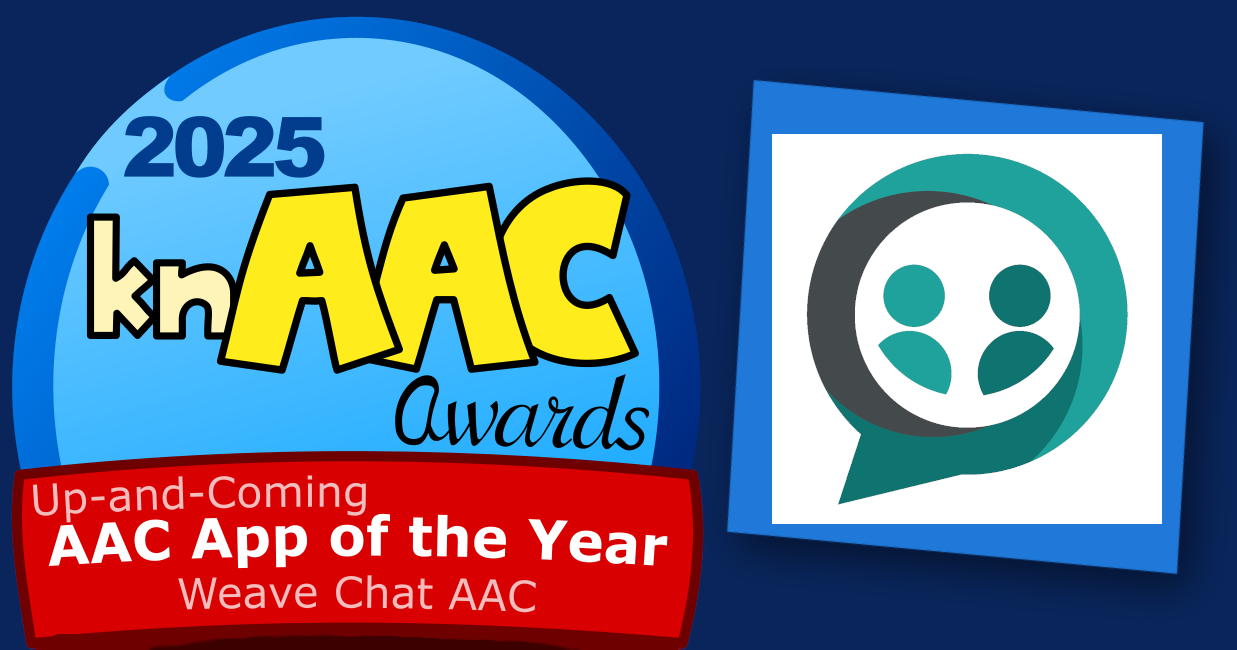 2025
knAAC
Awards
Up-and-Coming
AAC App of the Year
Weave Chat AAC